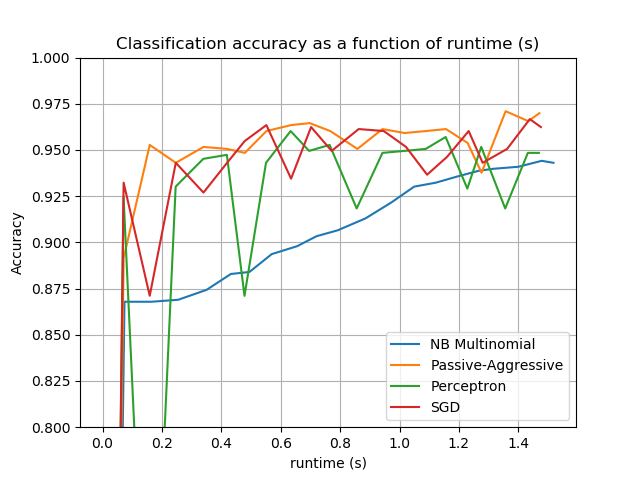 Classification accuracy as a function of runtime (s)
1.000
0.975
0.950
0.925
0.900
0.875
0.850
0.825
0.800
Accuracy
0.0 0.2 0.4 0.6 0.8 1.0 1.2 1.4
runtime (s)
NB Multinomial
Passive-Aggressive
Perceptron
SGD